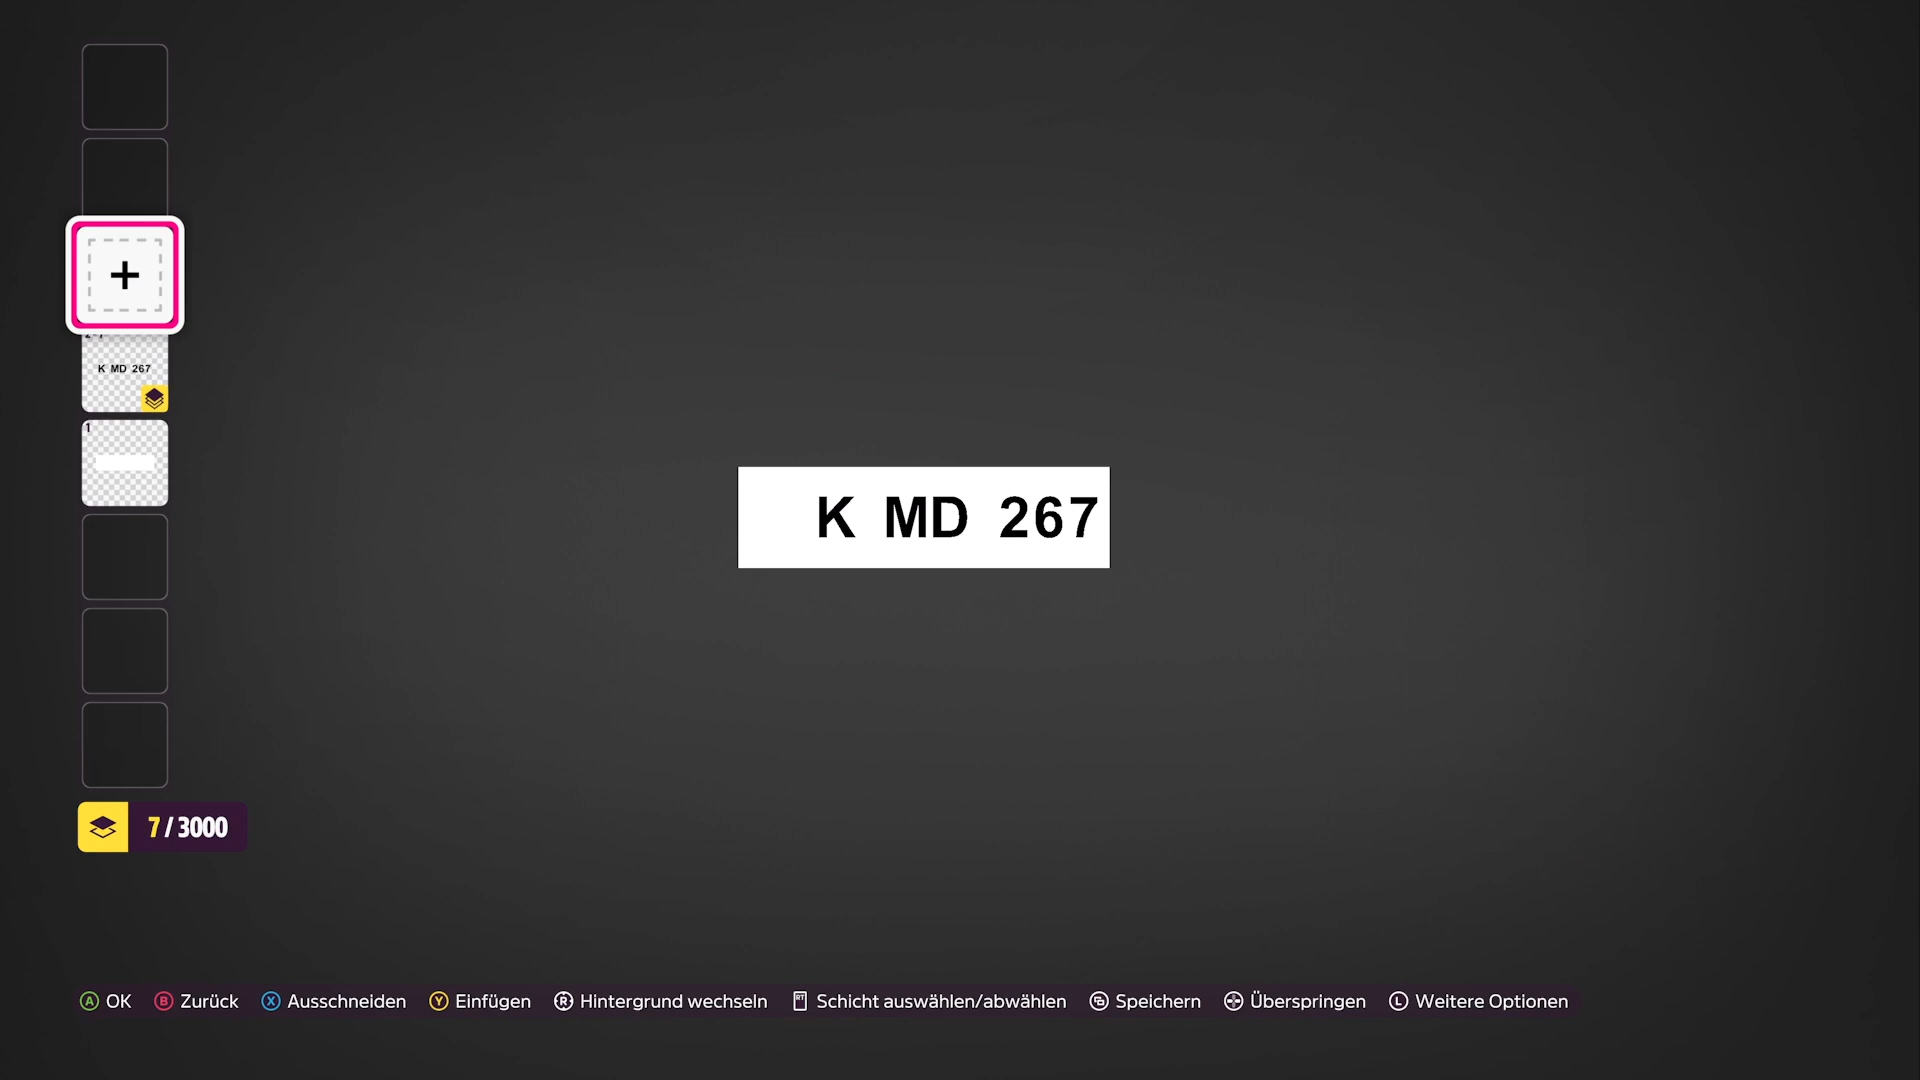 K MD 267
1
K MD 267
7 / 3000
A OK B Zurück X Ausschneiden Y Einfügen R Hintergrund wechseln RT Schicht auswählen/abwählen Speichern Überspringen L Weitere Optionen